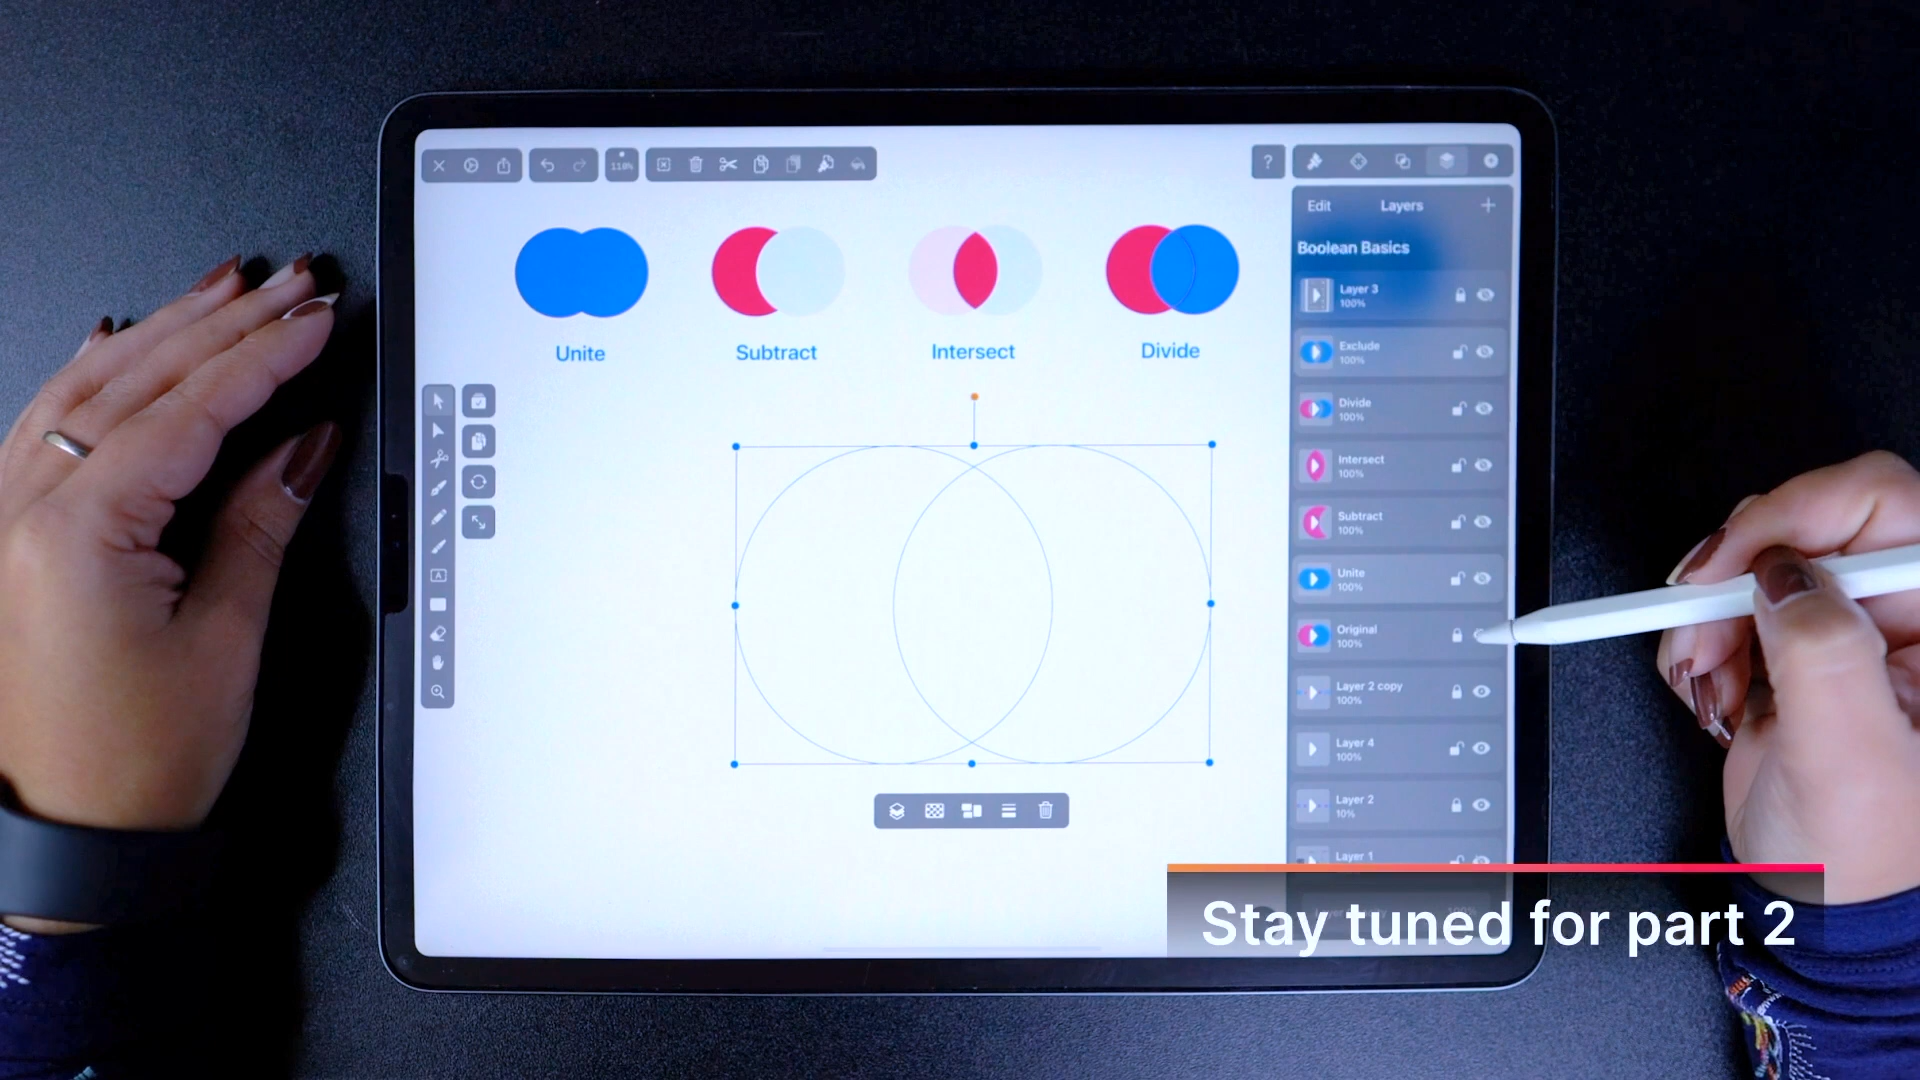 110%
?
Edit Layers +
Boolean Basics
Layer 3
100%
Exclude
100%
Divide
100%
Intersect
100%
Subtract
100%
Unite
100%
Original
100%
Layer 2 copy
100%
Layer 4
100%
Layer 2
10%
Layer 1
Unite Subtract Intersect Divide
A
Stay tuned for part 2